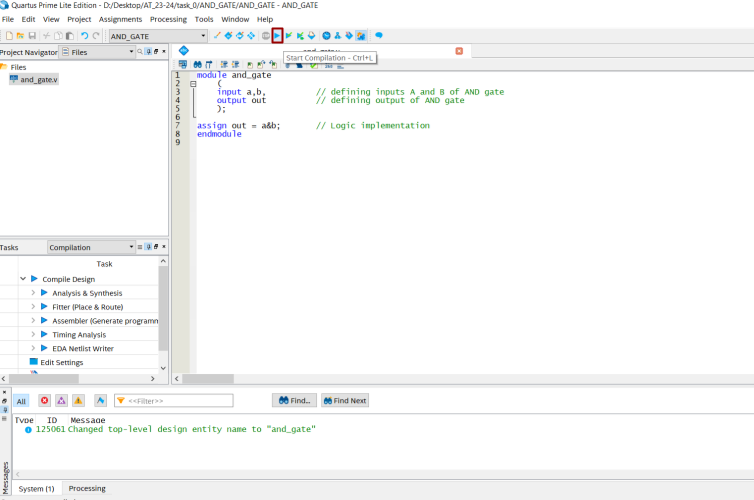 Quartus Prime Lite Edition - D:/Desktop/AT_23-24/task_0/AND_GATE/AND_GATE - AND_GATE
File Edit View Project Assignments Processing Tools Window Help
AND_GATE
Project Navigator Files
Start Compilation - Ctrl+L
Files
and_gate.v
1 module and_gate
2 (
3 input a,b, // defining inputs A and B of AND gate
4 output out // defining output of AND gate
5 );
6
7 assign out = a&b; // Logic implementation
8 endmodule
9
Tasks Compilation
Task
Compile Design
Analysis & Synthesis
Fitter (Place & Route)
Assembler (Generate programm
Timing Analysis
EDA Netlist Writer
Edit Settings
All <<Filter>> Find... Find Next
Type ID Message
125061 Changed top-level design entity name to "and_gate"
Messages
System (1) Processing